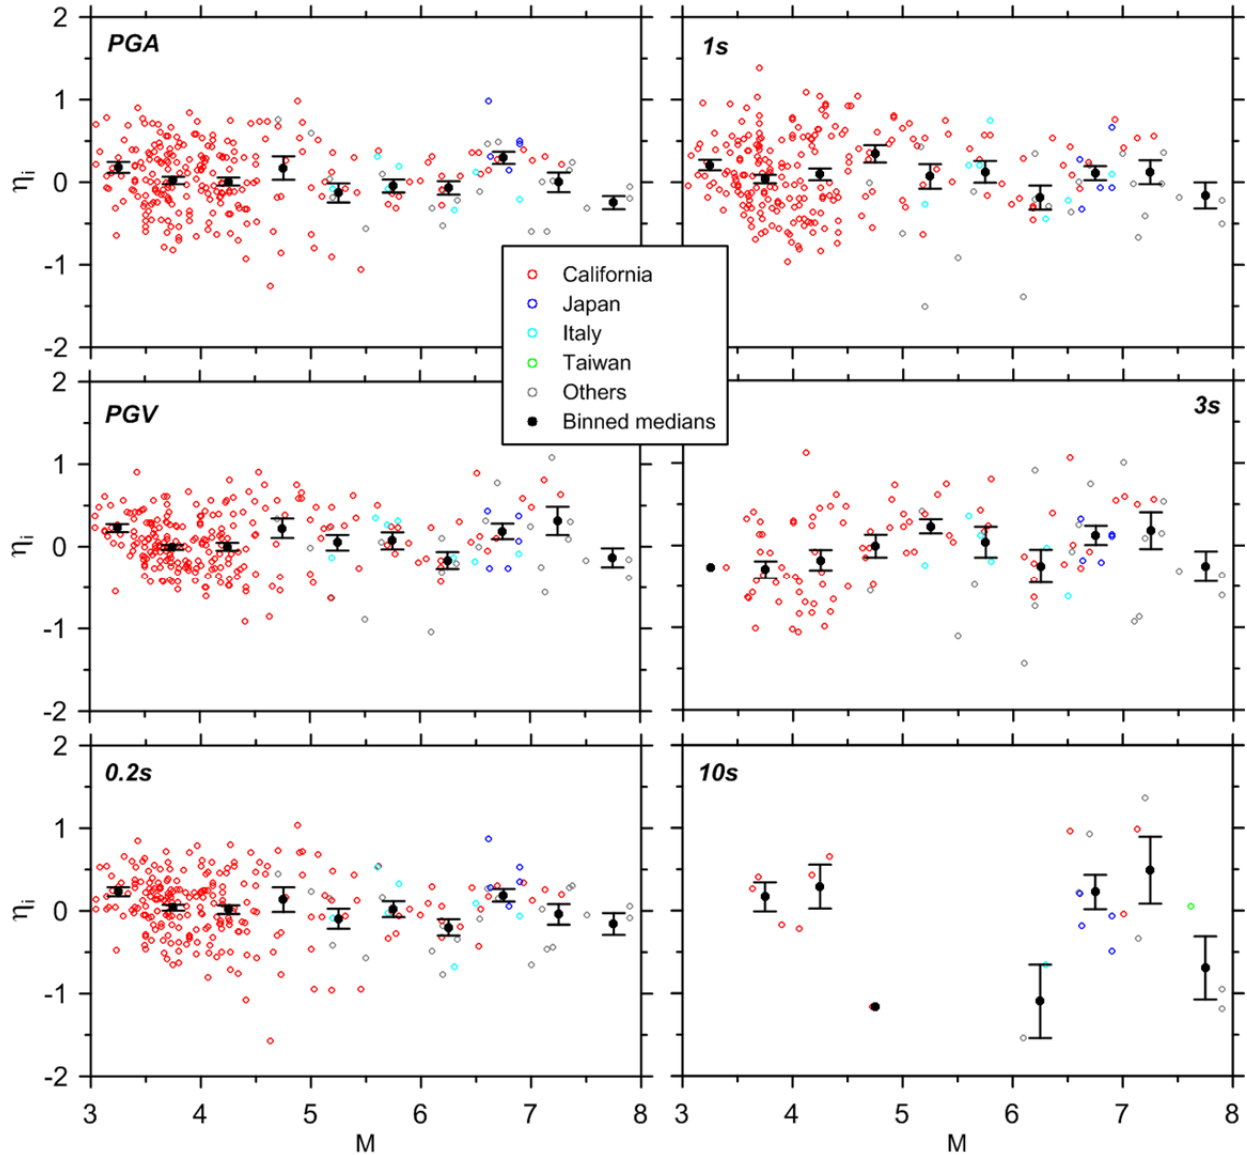 2
1
0
-1
-2
ηi
PGA
1s
California
Japan
Italy
Taiwan
Others
Binned medians
2
1
0
-1
-2
ηi
PGV
3s
2
1
0
-1
-2
ηi
0.2s
10s
3 4 5 6 7 8
M
3 4 5 6 7 8
M